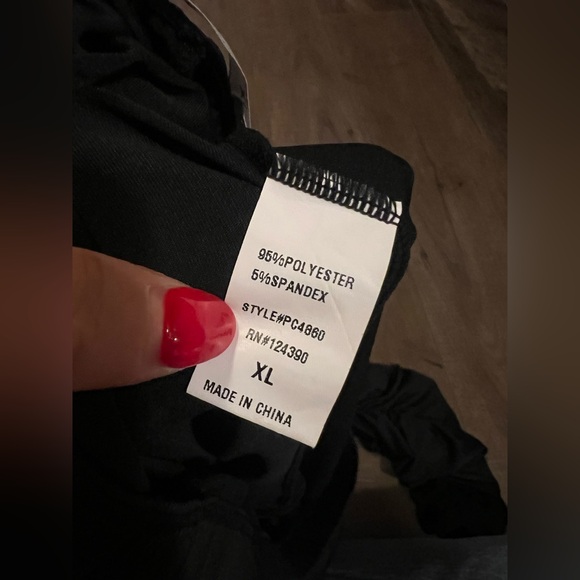 95%POLYESTER
5%SPANDEX
STYLE#PC4860
RN#124390
XL
MADE IN CHINA